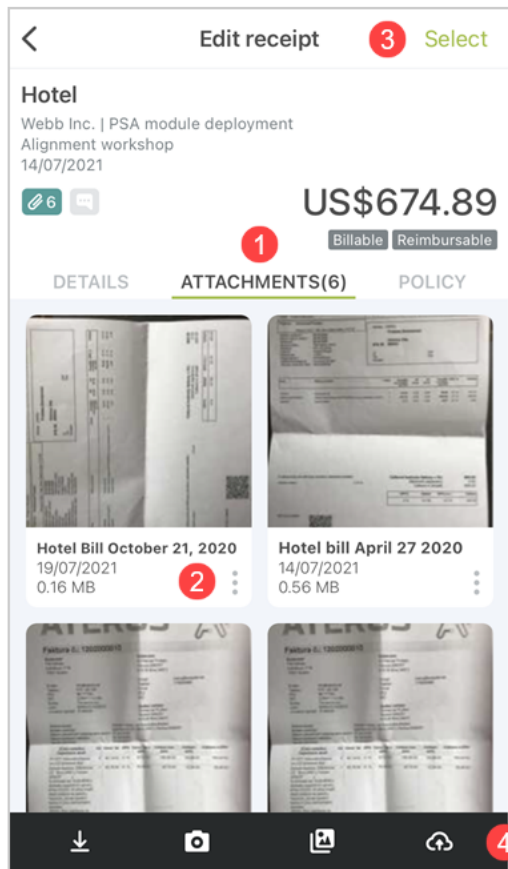 Edit receipt
3
Select
Hotel
Webb Inc. | PSA module deployment
Alignment workshop
14/07/2021
6
US$674.89
1
Billable
Reimbursable
DETAILS
ATTACHMENTS(6)
POLICY
Hotel Bill October 21, 2020
19/07/2021
0.16 MB
2
Hotel bill April 27 2020
14/07/2021
0.56 MB
4